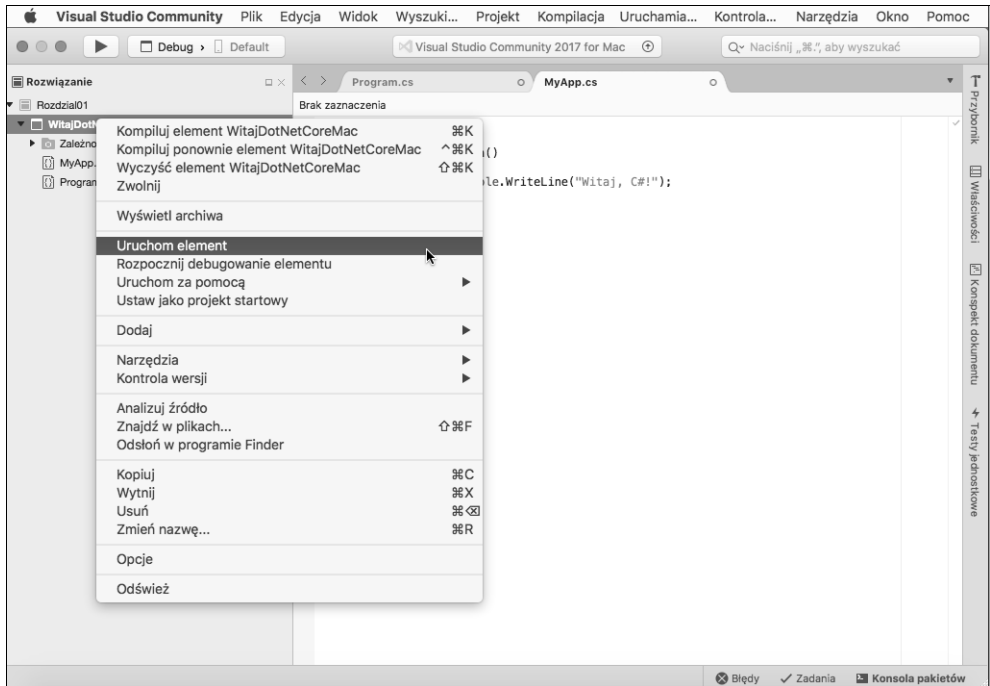 Visual Studio Community Plik Edycja Widok Wyszuki... Projekt Kompilacja Uruchamia... Kontrola... Narzędzia Okno Pomoc
Debug › Default
Visual Studio Community 2017 for Mac
Naciśnij „⌘.”, aby wyszukać
Rozwiązanie
Program.cs
MyApp.cs
Rozdzial01
Brak zaznaczenia
WitajDotN
Zależno
MyApp.
Program
Kompiluj element WitajDotNetCoreMac ⌘K
Kompiluj ponownie element WitajDotNetCoreMac ^⌘K
Wyczyść element WitajDotNetCoreMac ⇧⌘K
Zwolnij
Wyświetl archiwa
Uruchom element
Rozpocznij debugowanie elementu
Uruchom za pomocą
Ustaw jako projekt startowy
Dodaj
Narzędzia
Kontrola wersji
Analizuj źródło
Znajdź w plikach... ⇧⌘F
Odsłoń w programie Finder
Kopiuj ⌘C
Wytnij ⌘X
Usuń ⌘⌫
Zmień nazwę... ⌘R
Opcje
Odśwież
()
le.WriteLine("Witaj, C#!");
Przybornik
Właściwości
Konspekt dokumentu
Testy jednostkowe
Błędy
Zadania
Konsola pakietów